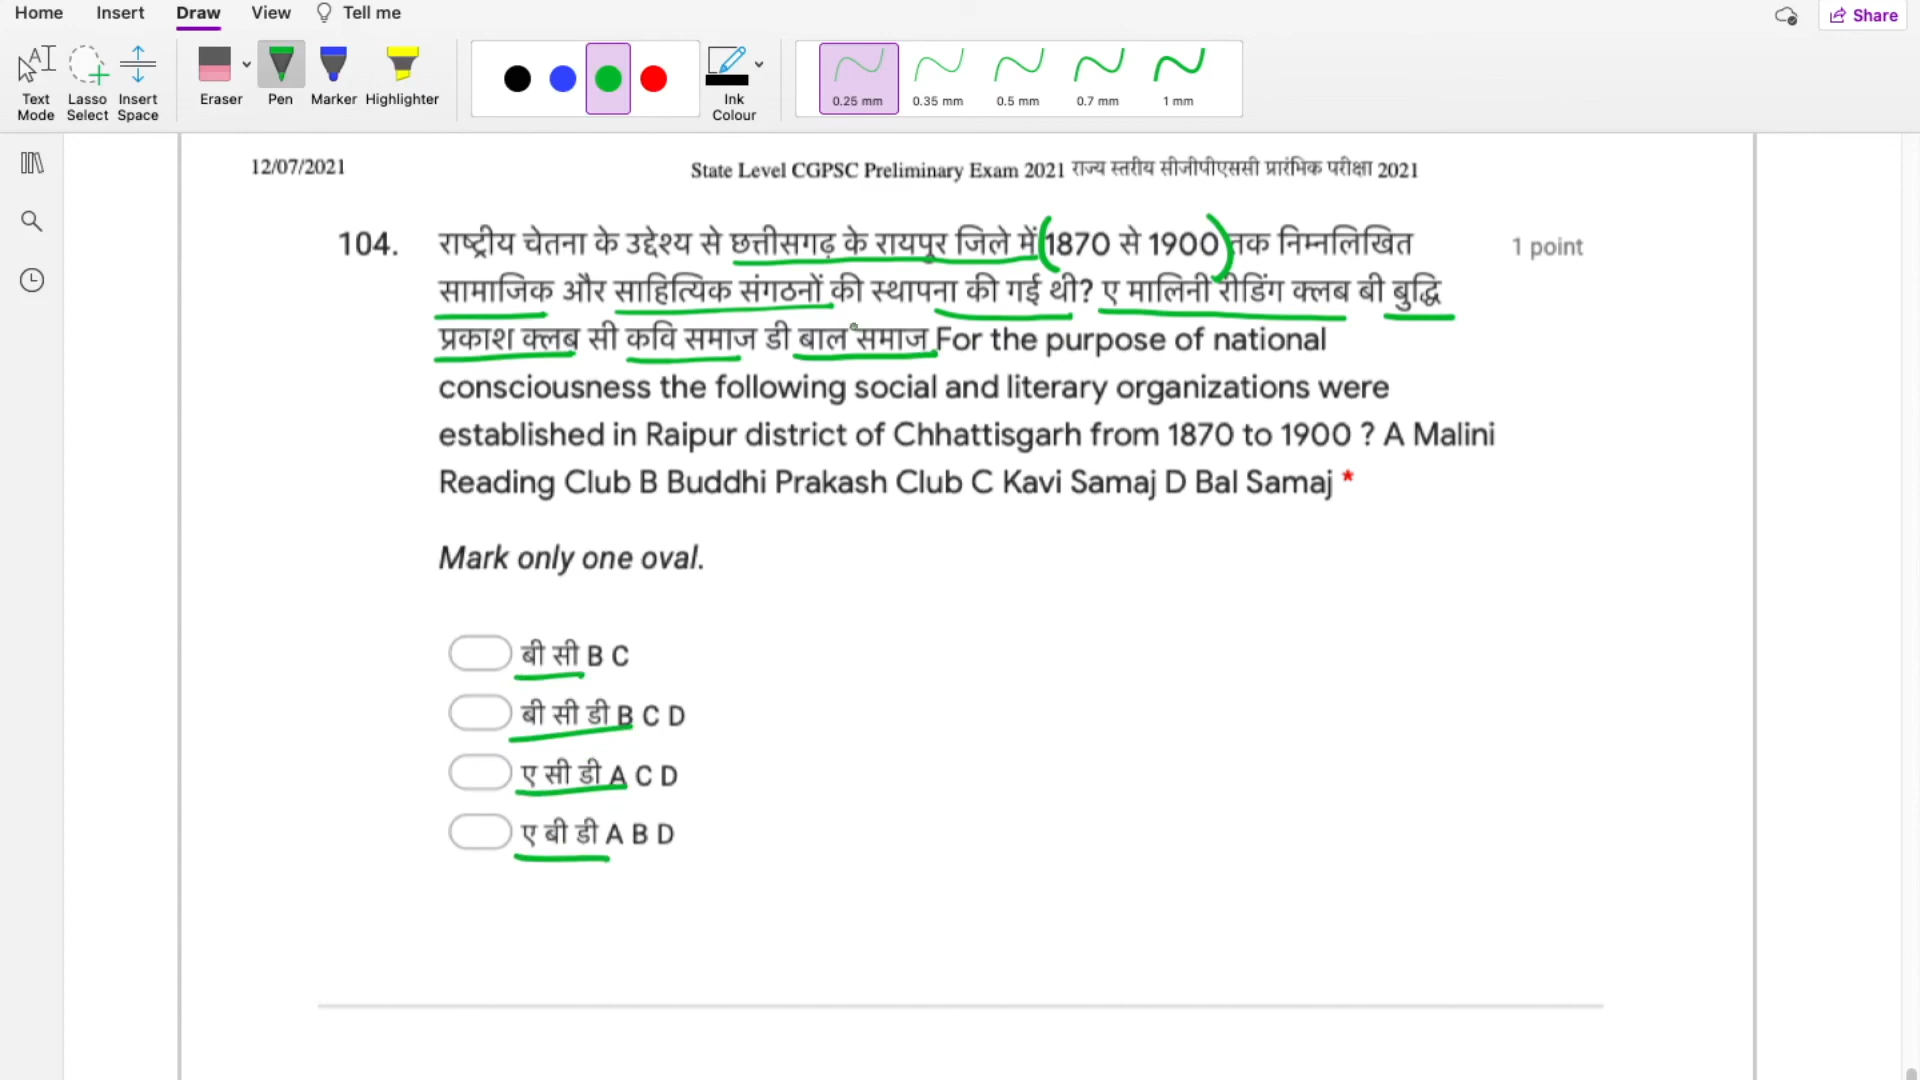 Home Insert Draw View Tell me Share
Text Mode Lasso Select Insert Space Eraser Pen Marker Highlighter Ink Colour 0.25 mm 0.35 mm 0.5 mm 0.7 mm 1 mm
12/07/2021 State Level CGPSC Preliminary Exam 2021 राज्य स्तरीय सीजीपीएससी प्रारंभिक परीक्षा 2021
104. राष्ट्रीय चेतना के उद्देश्य से छत्तीसगढ़ के रायपुर जिले में 1870 से 1900 तक निम्नलिखित 1 point
सामाजिक और साहित्यिक संगठनों की स्थापना की गई थी? ए मालिनी रीडिंग क्लब बी बुद्धि
प्रकाश क्लब सी कवि समाज डी बाल समाज For the purpose of national
consciousness the following social and literary organizations were
established in Raipur district of Chhattisgarh from 1870 to 1900 ? A Malini
Reading Club B Buddhi Prakash Club C Kavi Samaj D Bal Samaj *
Mark only one oval.
बी सी B C
बी सी डी B C D
ए सी डी A C D
ए बी डी A B D